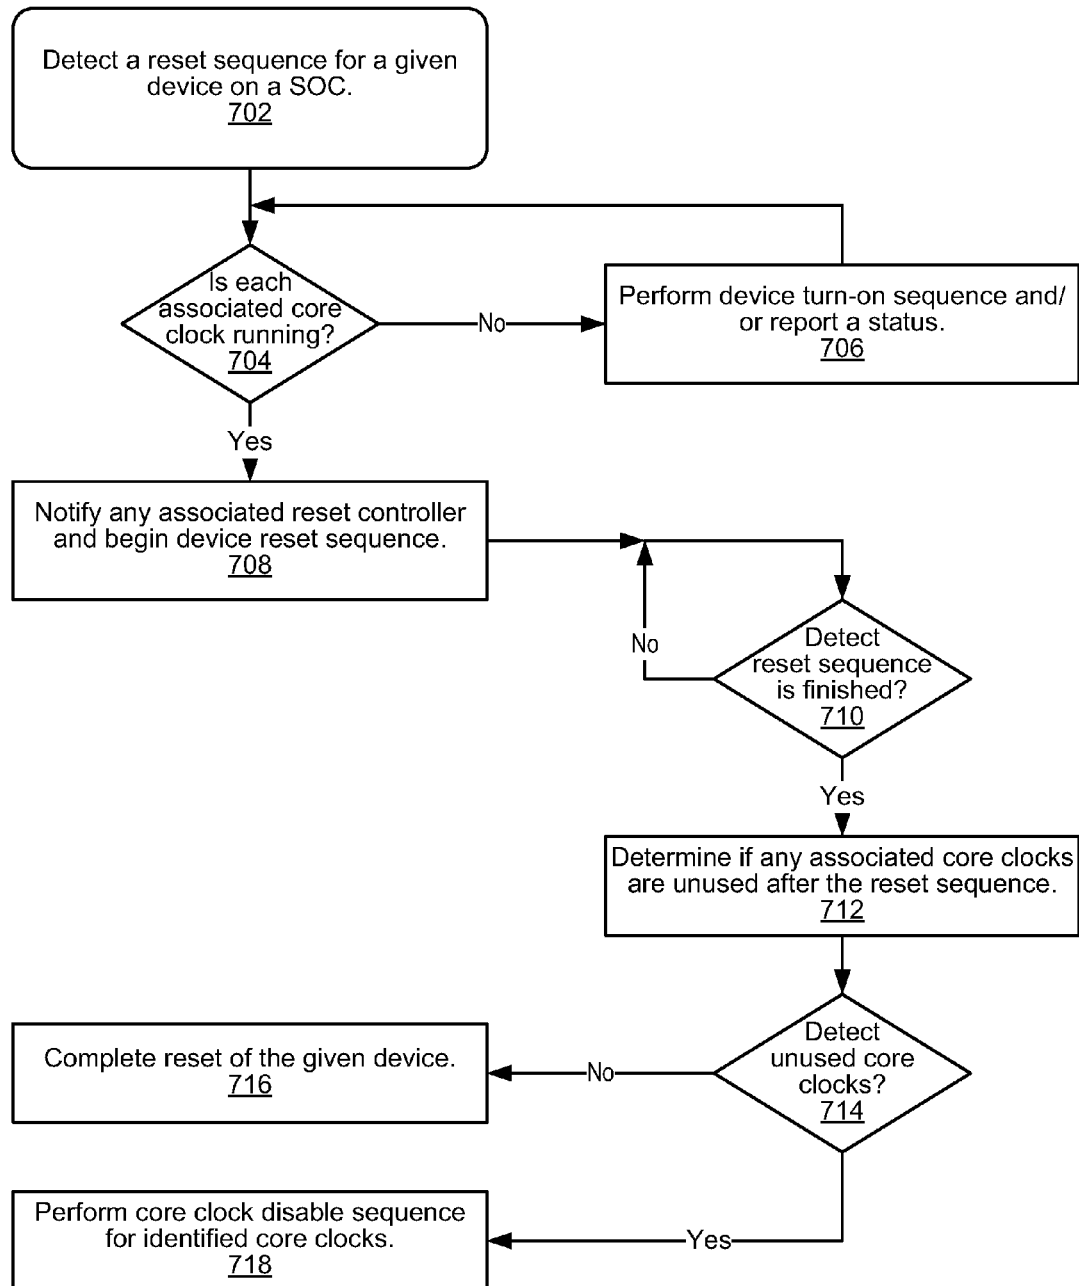 Detect a reset sequence for a given
device on a SOC.
702
Is each
associated core
clock running?
704
No
Perform device turn-on sequence and/
or report a status.
706
Yes
Notify any associated reset controller
and begin device reset sequence.
708
No
Detect
reset sequence
is finished?
710
Yes
Determine if any associated core clocks
are unused after the reset sequence.
712
Detect
unused core
clocks?
714
No
Complete reset of the given device.
716
Yes
Perform core clock disable sequence
for identified core clocks.
718